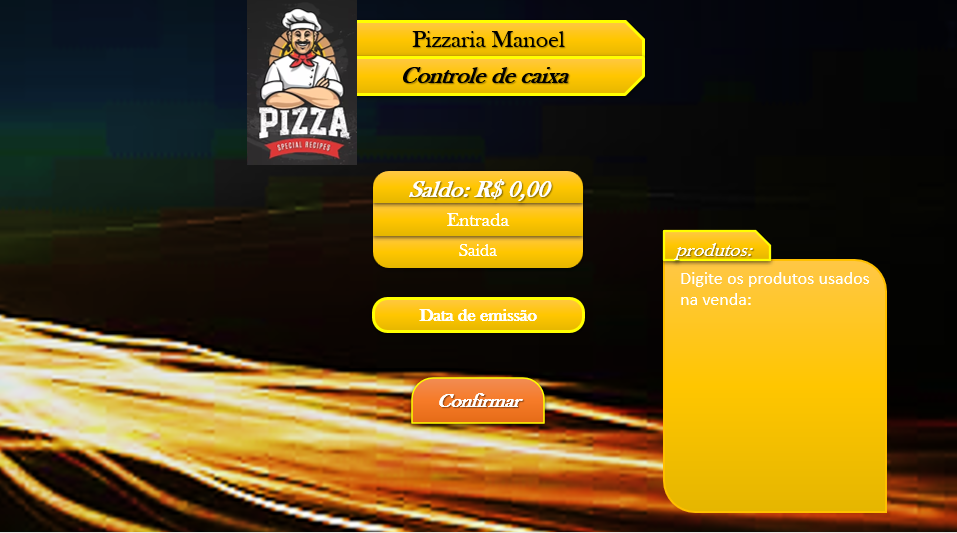 Pizzaria Manoel
Controle de caixa
PIZZA
SPECIAL RECIPES
Saldo: R$ 0,00
Entrada
Saida
produtos:
Digite os produtos usados
na venda:
Data de emissão
Confirmar